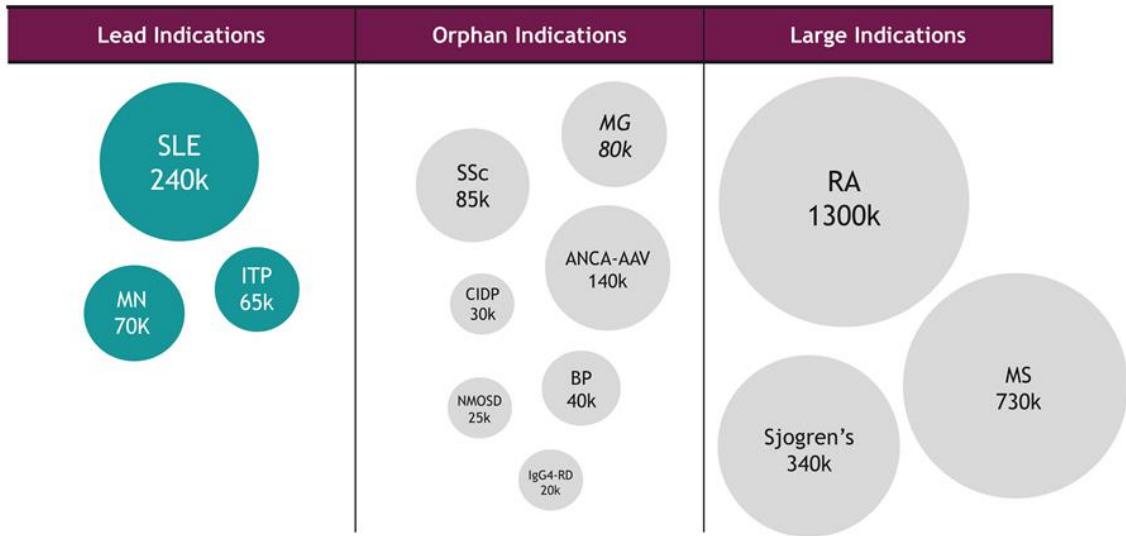 Lead Indications
Orphan Indications
Large Indications
SLE
240k
MN
70K
ITP
65k
MG
80k
SSc
85k
ANCA-AAV
140k
CIDP
30k
BP
40k
NMOSD
25k
IgG4-RD
20k
RA
1300k
MS
730k
Sjogren's
340k